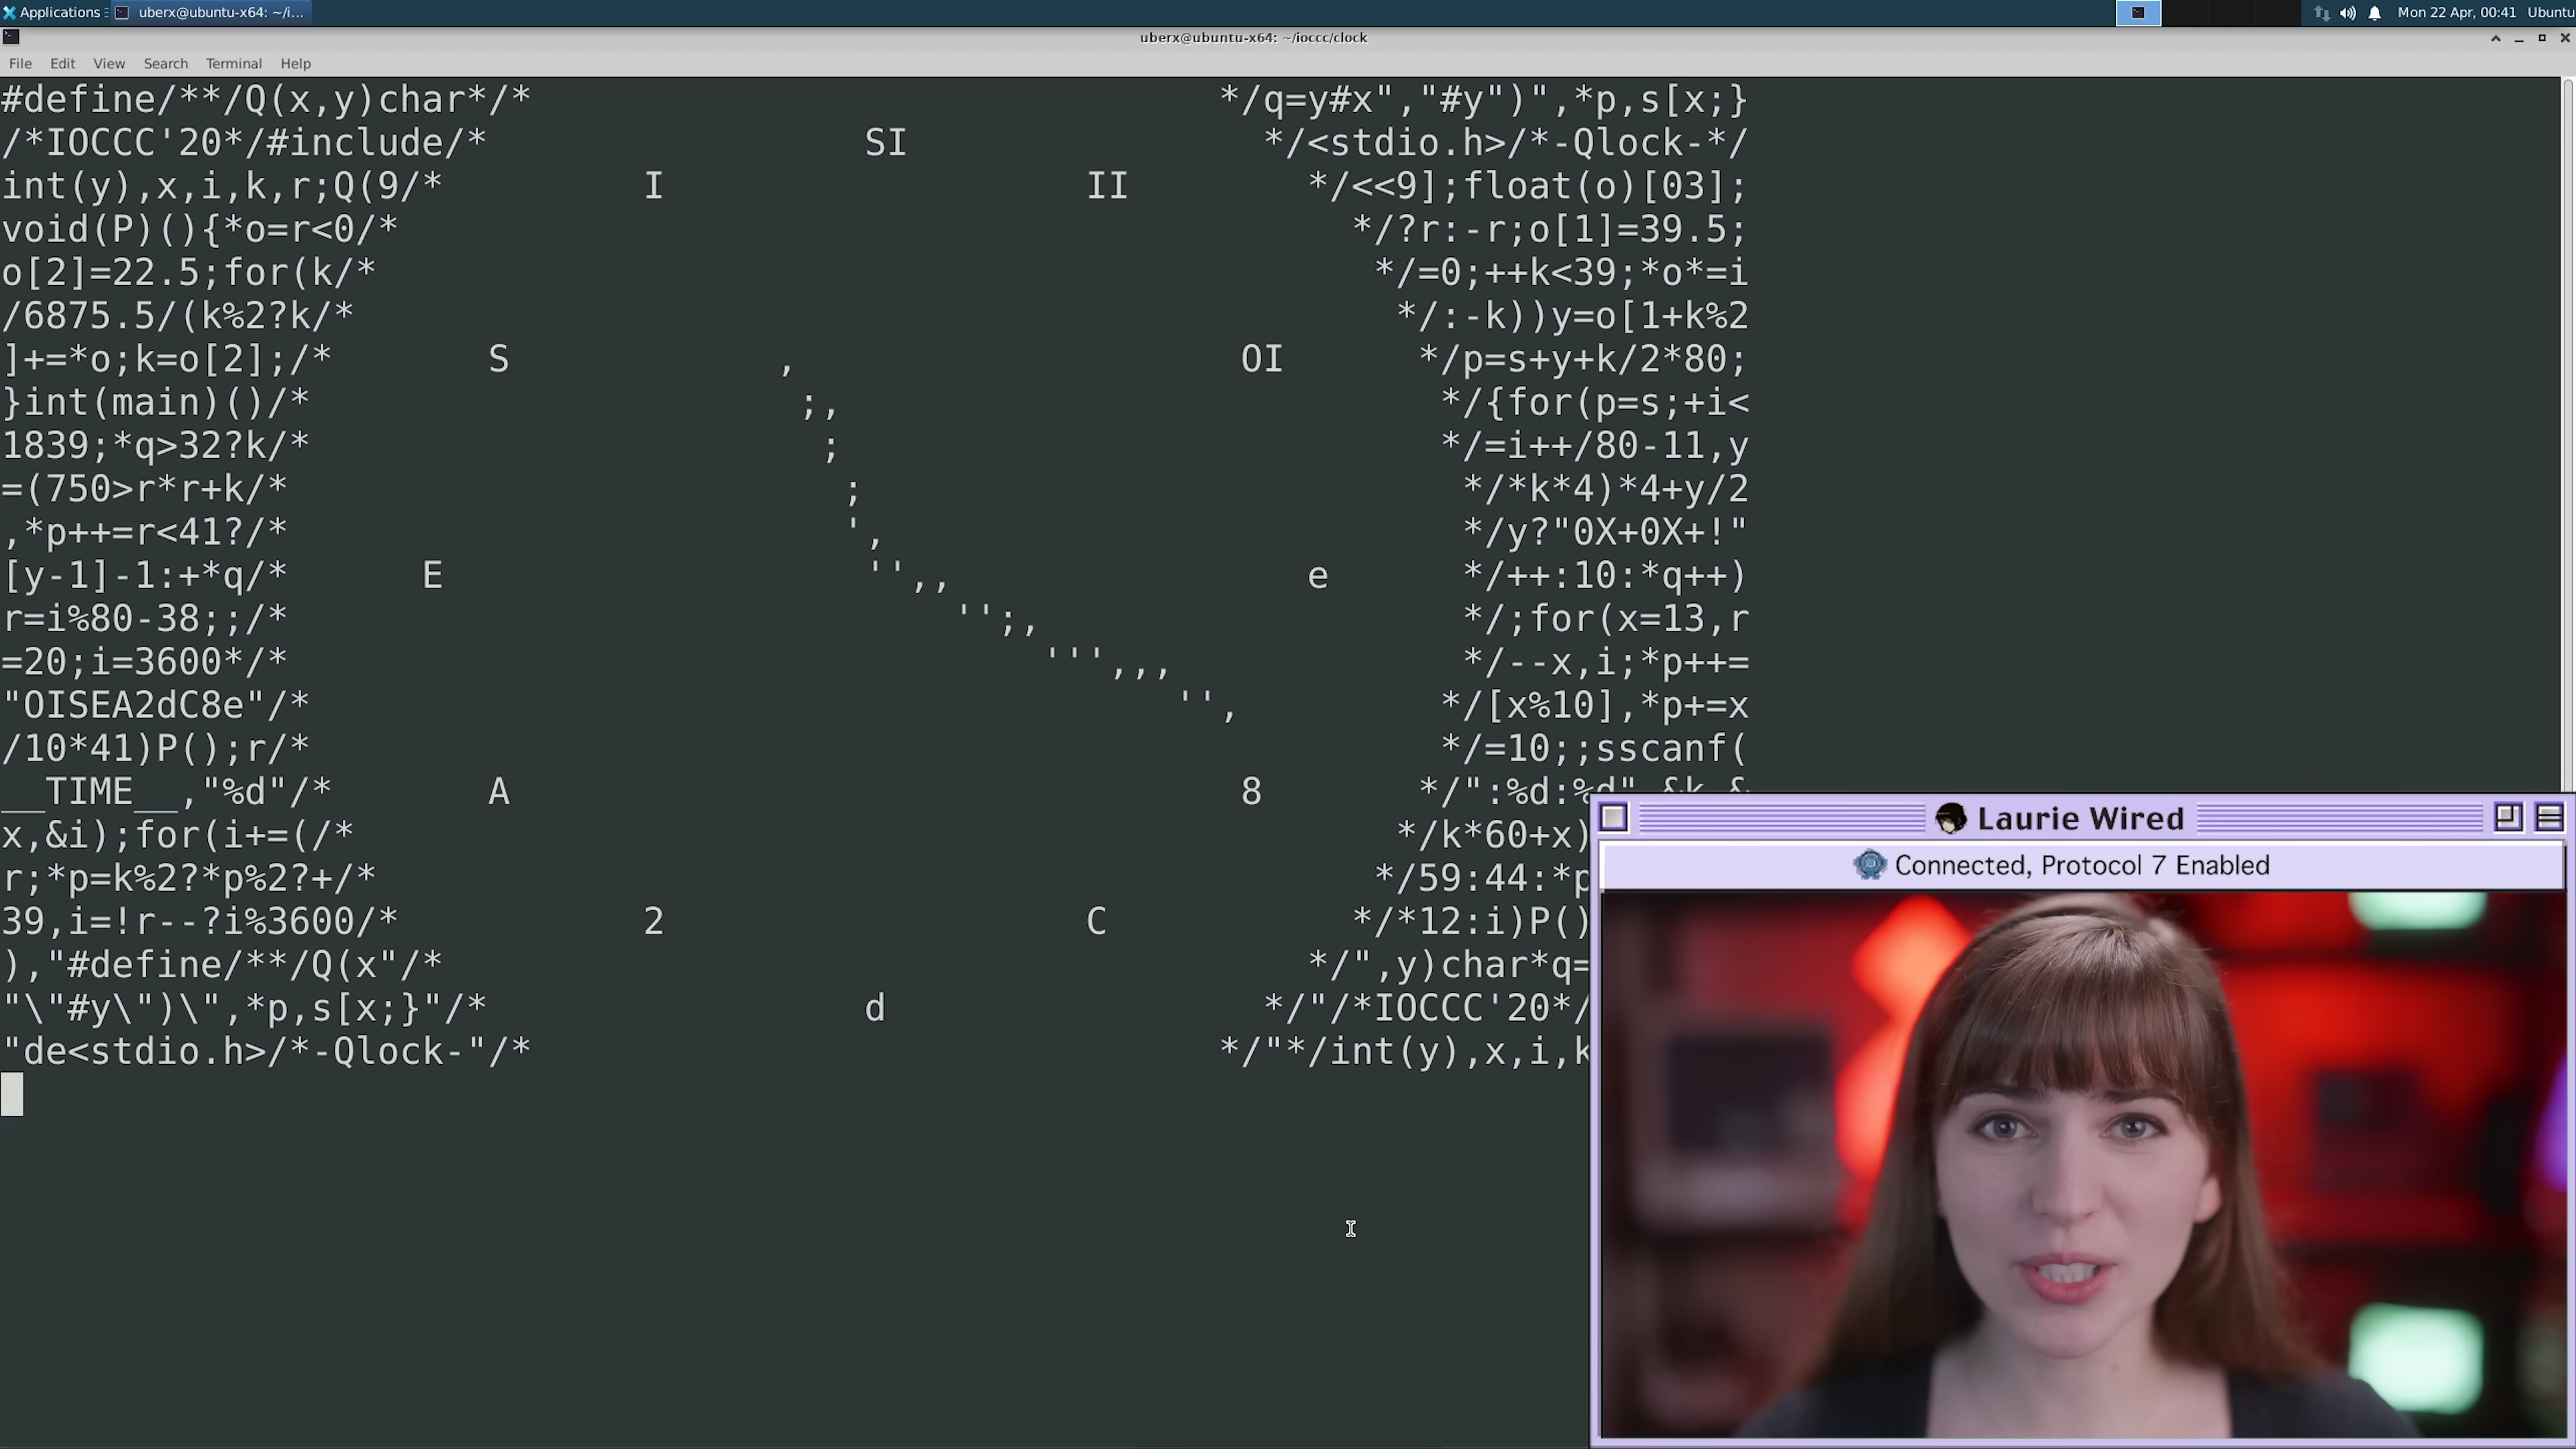 Applications
uberx@ubuntu-x64: ~/i...
Mon 22 Apr, 00:41 Ubuntu
uberx@ubuntu-x64: ~/ioccc/clock
File Edit View Search Terminal Help
#define/**/Q(x,y)char*/* */q=y#x","#y")",*p,s[x;}
/*IOCCC'20*/#include/* SI */<stdio.h>/*-Qlock-*/
int(y),x,i,k,r;Q(9/* I II */<<9];float(o)[03];
void(P)(){*o=r<0/* */?r:-r;o[1]=39.5;
o[2]=22.5;for(k/* */=0;++k<39;*o*=i
/6875.5/(k%2?k/* */:-k))y=o[1+k%2
]+=*o;k=o[2];/* S , OI */p=s+y+k/2*80;
}int(main)()/* ;, */{for(p=s;+i<
1839;*q>32?k/* ; */=i++/80-11,y
=(750>r*r+k/* ; */*k*4)*4+y/2
,*p++=r<41?/* ', */y?"0X+0X+!"
[y-1]-1:+*q/* E '',, e */++:10:*q++)
r=i%80-38;;/* '';, */;for(x=13,r
=20;i=3600*/* ''',,, */--x,i;*p++=
"OISEA2dC8e"/* '', */[x%10],*p+=x
/10*41)P();r/* */=10;;sscanf(
__TIME__,"%d"/* A 8 */":%d:%d",&k,&
x,&i);for(i+=(/* */k*60+x)
r;*p=k%2?*p%2?+/* */59:44:*p
39,i=!r--?i%3600/* 2 C */*12:i)P()
),"#define/**/Q(x"/* */",y)char*q=
"\"#y\")\",*p,s[x;}"/* d */"/*IOCCC'20*/
"de<stdio.h>/*-Qlock-"/* */"*/int(y),x,i,k
Laurie Wired
Connected, Protocol 7 Enabled